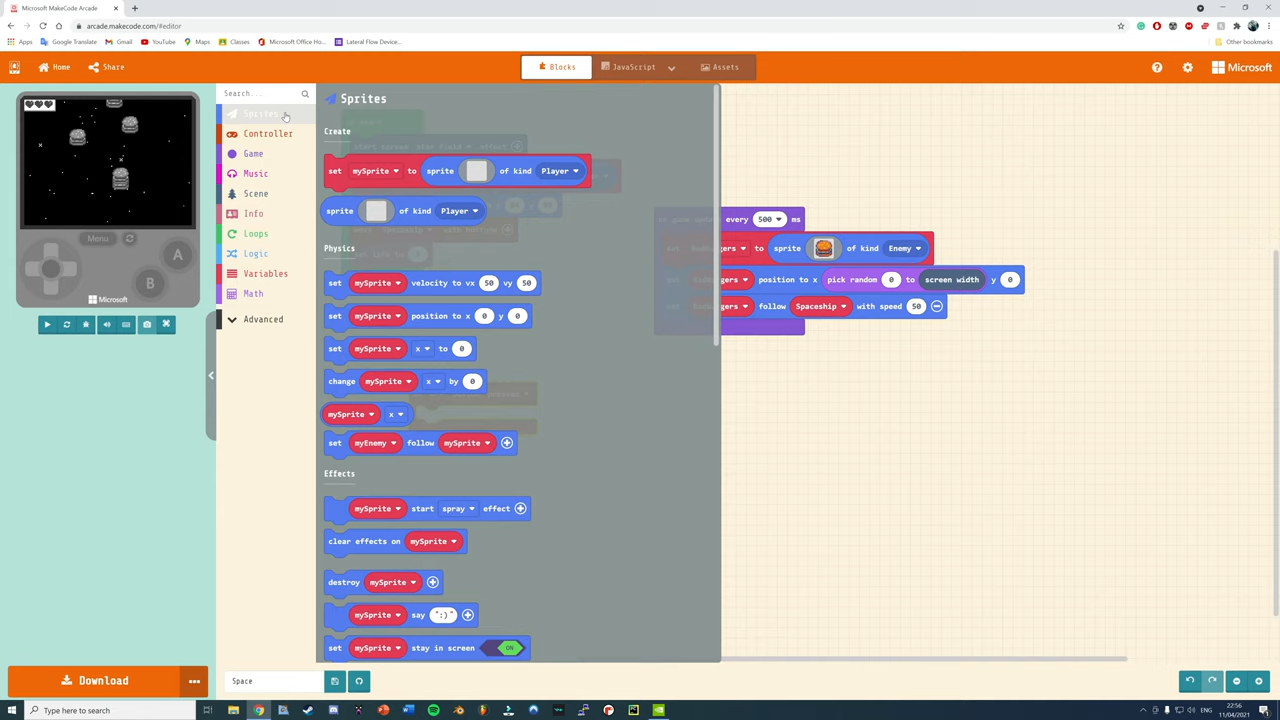 Microsoft MakeCode Arcade
arcade.makecode.com/#editor
Apps Google Translate Gmail YouTube Maps Classes Microsoft Office Ho... Lateral Flow Device... Other bookmarks
Home Share Blocks JavaScript Assets Microsoft
Search...
Sprites
Controller
Game
Music
Scene
Info
Loops
Logic
Variables
Math
Advanced
Menu
A
B
Microsoft
Sprites
Create
set mySprite to sprite of kind Player
sprite of kind Player
Physics
set mySprite velocity to vx 50 vy 50
set mySprite position to x 0 y 0
set mySprite x to 0
change mySprite x by 0
mySprite x
set myEnemy follow mySprite
Effects
mySprite start spray effect
clear effects on mySprite
destroy mySprite
mySprite say ":)"
set mySprite stay in screen ON
every 500 ms
to sprite of kind Enemy
position to x pick random 0 to screen width y 0
follow Spaceship with speed 50
Download
Space
Type here to search
ENG
22:56
11/04/2021